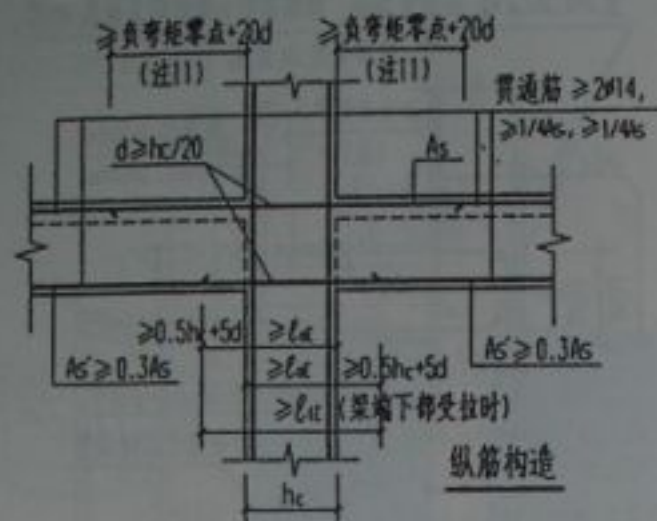 ≥负弯矩零点+20d
≥负弯矩零点+20d
(注11)
(注11)
贯通筋≥2φ14,
≥1/4As, ≥1/4As
d≥hc/20
As
≥0.5hc+5d
≥laE
As'≥0.3As
≥laE
≥0.5hc+5d
As'≥0.3As
≥llE (梁端下部受拉时)
纵筋构造
hc